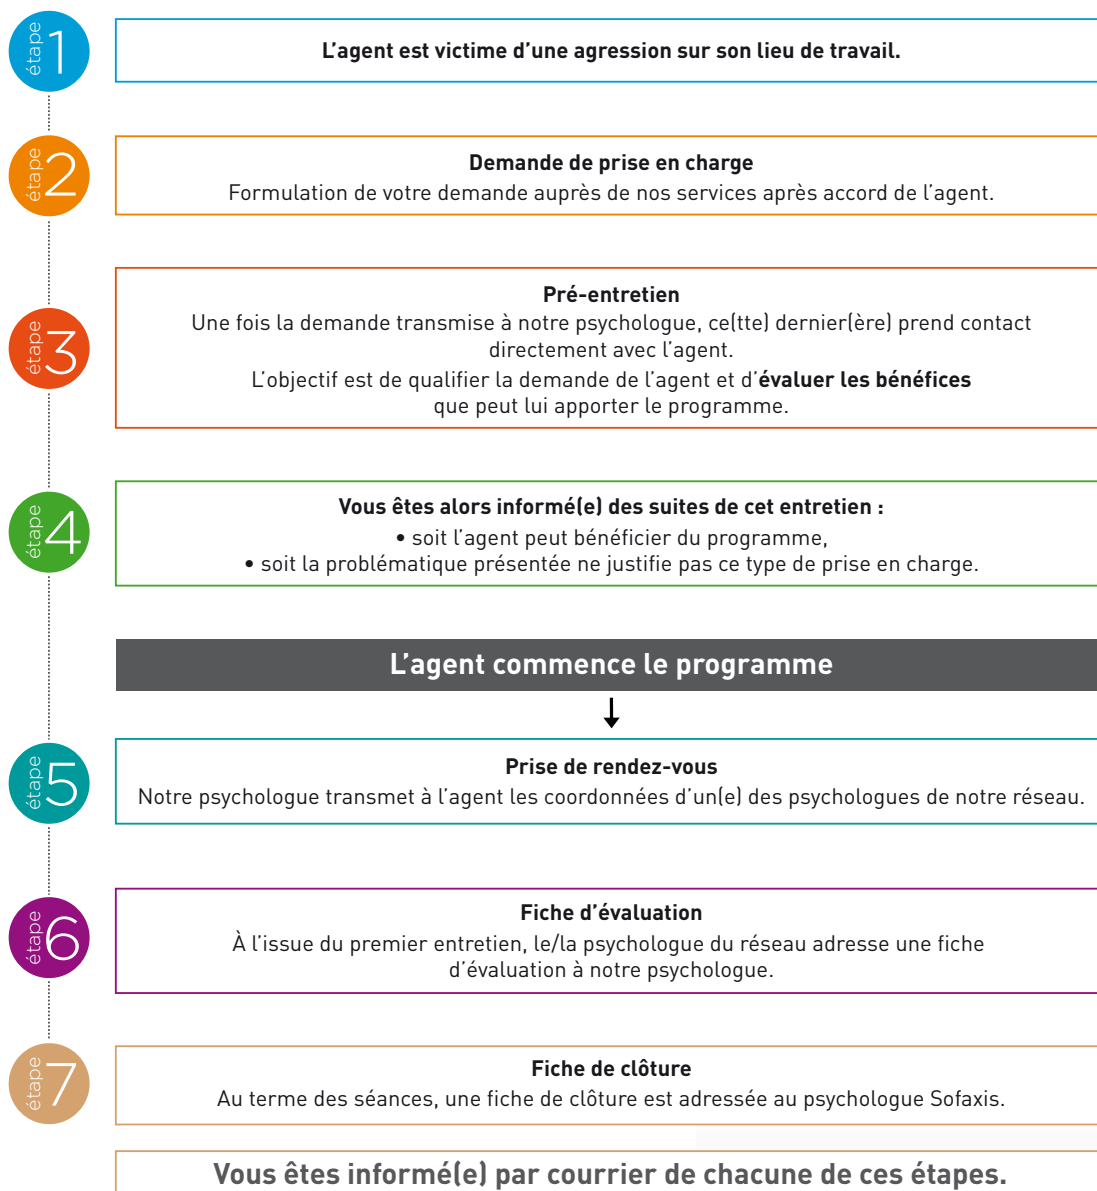 étape 1
L'agent est victime d'une agression sur son lieu de travail.
étape 2
Demande de prise en charge
Formulation de votre demande auprès de nos services après accord de l'agent.
étape 3
Pré-entretien
Une fois la demande transmise à notre psychologue, ce(tte) dernier(ère) prend contact
directement avec l'agent.
L'objectif est de qualifier la demande de l'agent et d'évaluer les bénéfices
que peut lui apporter le programme.
étape 4
Vous êtes alors informé(e) des suites de cet entretien :
• soit l'agent peut bénéficier du programme,
• soit la problématique présentée ne justifie pas ce type de prise en charge.
L'agent commence le programme
étape 5
Prise de rendez-vous
Notre psychologue transmet à l'agent les coordonnées d'un(e) des psychologues de notre réseau.
étape 6
Fiche d'évaluation
À l'issue du premier entretien, le/la psychologue du réseau adresse une fiche
d'évaluation à notre psychologue.
étape 7
Fiche de clôture
Au terme des séances, une fiche de clôture est adressée au psychologue Sofaxis.
Vous êtes informé(e) par courrier de chacune de ces étapes.